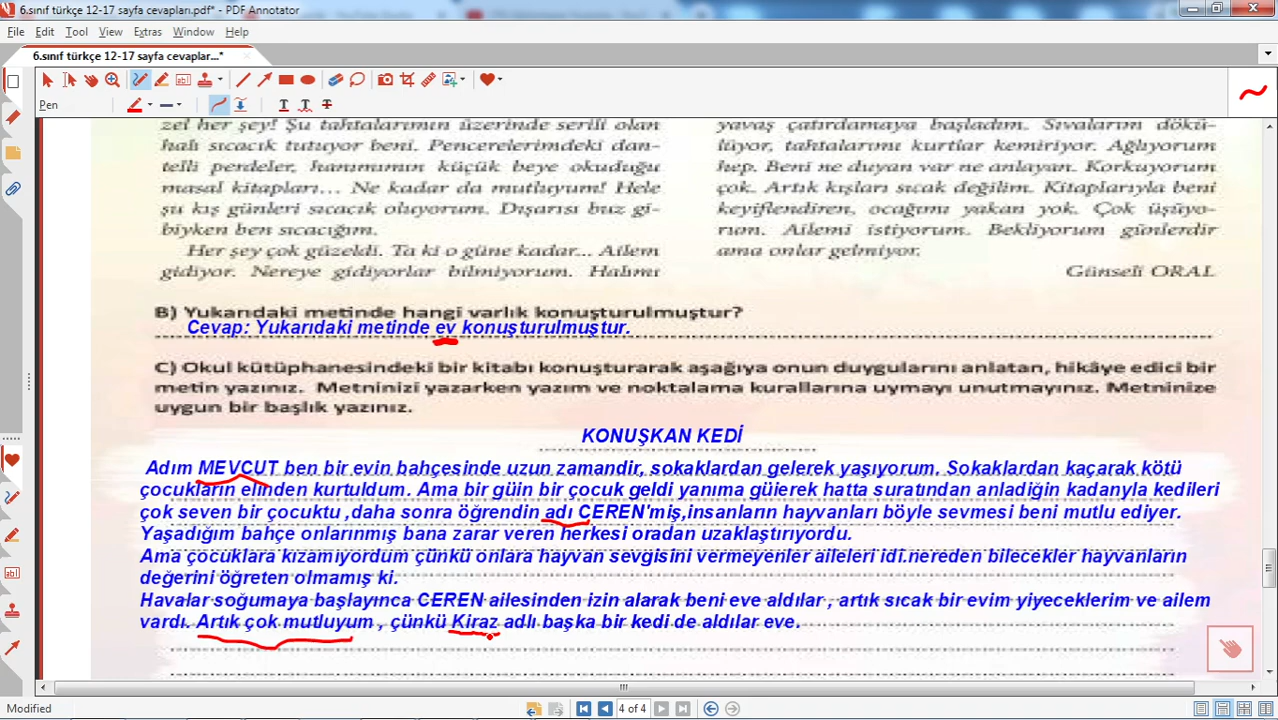 6.sınıf türkçe 12-17 sayfa cevapları.pdf* - PDF Annotator
File Edit Tool View Extras Window Help
6.sınıf türkçe 12-17 sayfa cevaplar...*
Pen
zel her şey! Şu tahtalarımın üzerinde serili olan
halı sıcacık tutuyor beni. Pencerelerimdeki dan-
telli perdeler, hanımımın küçük beye okuduğu
masal kitapları... Ne kadar da mutluyum! Hele
şu kış günleri sıcacık oluyorum. Dışarısı buz gi-
biyken ben sıcacığım.
Her şey çok güzeldi. Ta ki o güne kadar... Ailem
gidiyor. Nereye gidiyorlar bilmiyorum. Halımı
yavaş çatırdamaya başladım. Sıvalarım dökü-
lüyor, tahtalarımı kurtlar kemiriyor. Ağlıyorum
hep. Beni ne duyan var ne anlayan. Korkuyorum
çok. Artık kışları sıcak değilim. Kitaplarıyla beni
keyiflendiren, ocağımı yakan yok. Çok üşüyo-
rum. Ailemi istiyorum. Bekliyorum günlerdir
ama onlar gelmiyor.
Günseli ORAL
B) Yukarıdaki metinde hangi varlık konuşturulmuştur?
Cevap: Yukarıdaki metinde ev konuşturulmuştur.
C) Okul kütüphanesindeki bir kitabı konuşturarak aşağıya onun duygularını anlatan, hikâye edici bir
metin yazınız. Metninizi yazarken yazım ve noktalama kurallarına uymayı unutmayınız. Metninize
uygun bir başlık yazınız.
KONUŞKAN KEDİ
Adım MEVCUT ben bir evin bahçesinde uzun zamandir, sokaklardan gelerek yaşıyorum. Sokaklardan kaçarak kötü
çocukların elinden kurtuldum. Ama bir güin bir çocuk geldi yanıma güierek hatta suratından anladiğin kadanyla kedileri
çok seven bir çocuktu ,daha sonra öğrendin adı CEREN'miş,insanların hayvanları böyle sevmesi beni mutlu ediyer.
Yaşadığım bahçe onlarınmış bana zarar veren herkesi oradan uzaklaştırıyordu.
Ama çocuklara kızamıyordum çünkü onlara hayvan sevgisini vermeyenler aileleri idi.nereden bilecekler hayvanların
değerini öğreten olmamış ki.
Havalar soğumaya başlayınca CEREN ailesinden izin alarak beni eve aldılar , artık sıcak bir evim yiyeceklerim ve ailem
vardı. Artık çok mutluyum , çünkü Kiraz adlı başka bir kedi de aldılar eve.
Modified
4 of 4